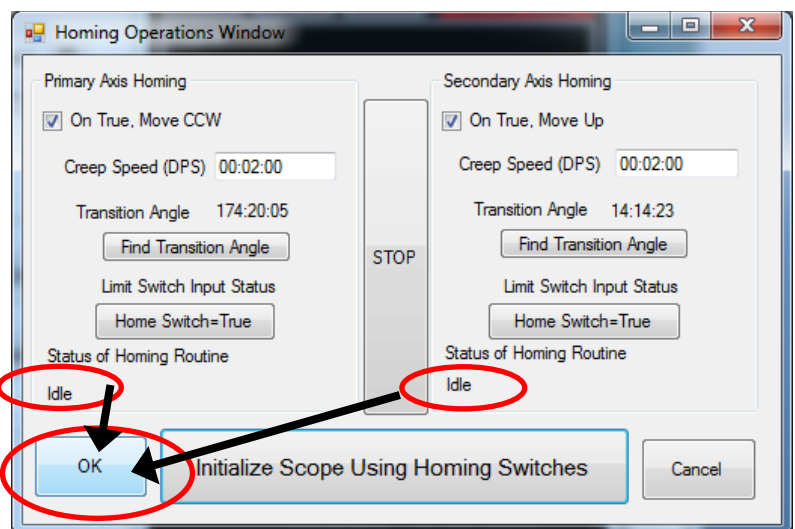 Homing Operations Window
Primary Axis Homing
On True, Move CCW
Creep Speed (DPS) 00:02:00
Transition Angle 174:20:05
Find Transition Angle
Limit Switch Input Status
Home Switch=True
Status of Homing Routine
Idle
STOP
Secondary Axis Homing
On True, Move Up
Creep Speed (DPS) 00:02:00
Transition Angle 14:14:23
Find Transition Angle
Limit Switch Input Status
Home Switch=True
Status of Homing Routine
Idle
OK
Initialize Scope Using Homing Switches
Cancel